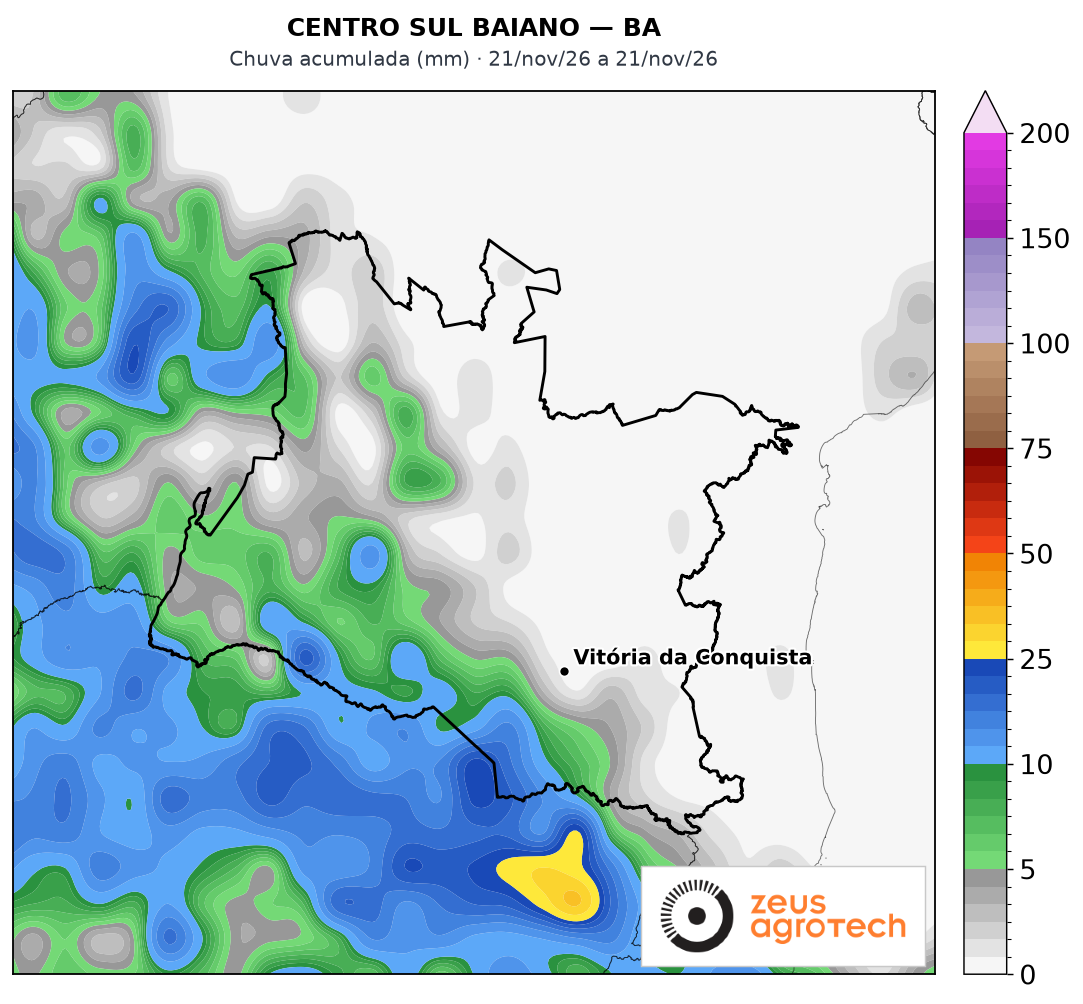 CENTRO SUL BAIANO — BA
Chuva acumulada (mm) · 21/nov/26 a 21/nov/26
200
150
100
75
50
25
10
5
0
Vitória da Conquista
zeus
agroTech